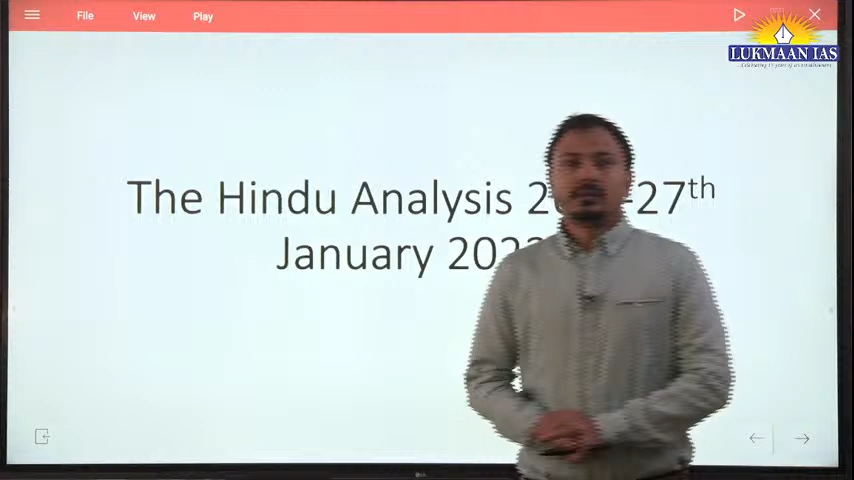 File View Play
LUKMAAN IAS
The Hindu Analysis
27th
January